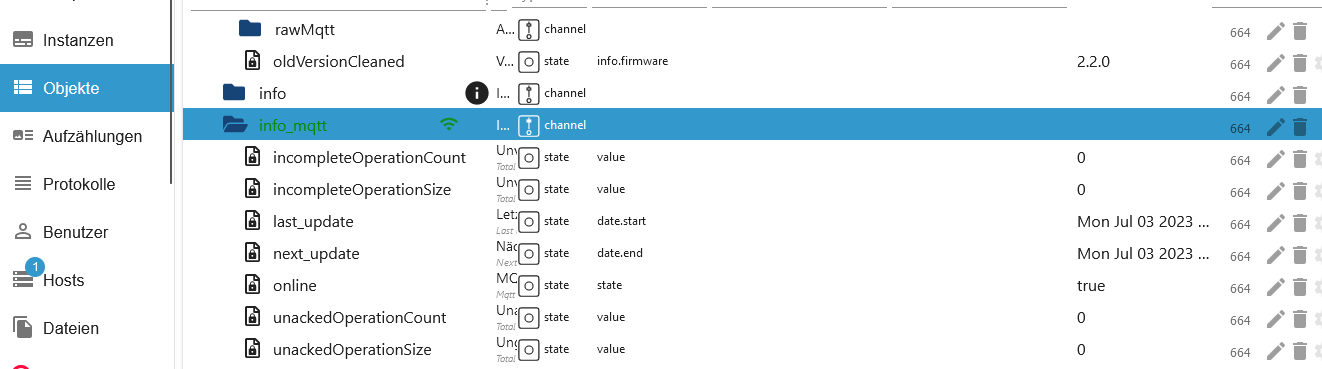 Instanzen
Objekte
Aufzählungen
Protokolle
Benutzer
1
Hosts
Dateien
rawMqtt A... channel 664
oldVersionCleaned V... state info.firmware 2.2.0 664
info I... channel 664
info_mqtt I... channel 664
incompleteOperationCount Unv state value 0 664
Total
incompleteOperationSize Unv state value 0 664
Total
last_update Letz state date.start Mon Jul 03 2023 ... 664
Last
next_update Näc state date.end Mon Jul 03 2023 ... 664
Next
online MQ state state true 664
Mqtt
unackedOperationCount Una state value 0 664
Total
unackedOperationSize Ung state value 0 664
Total